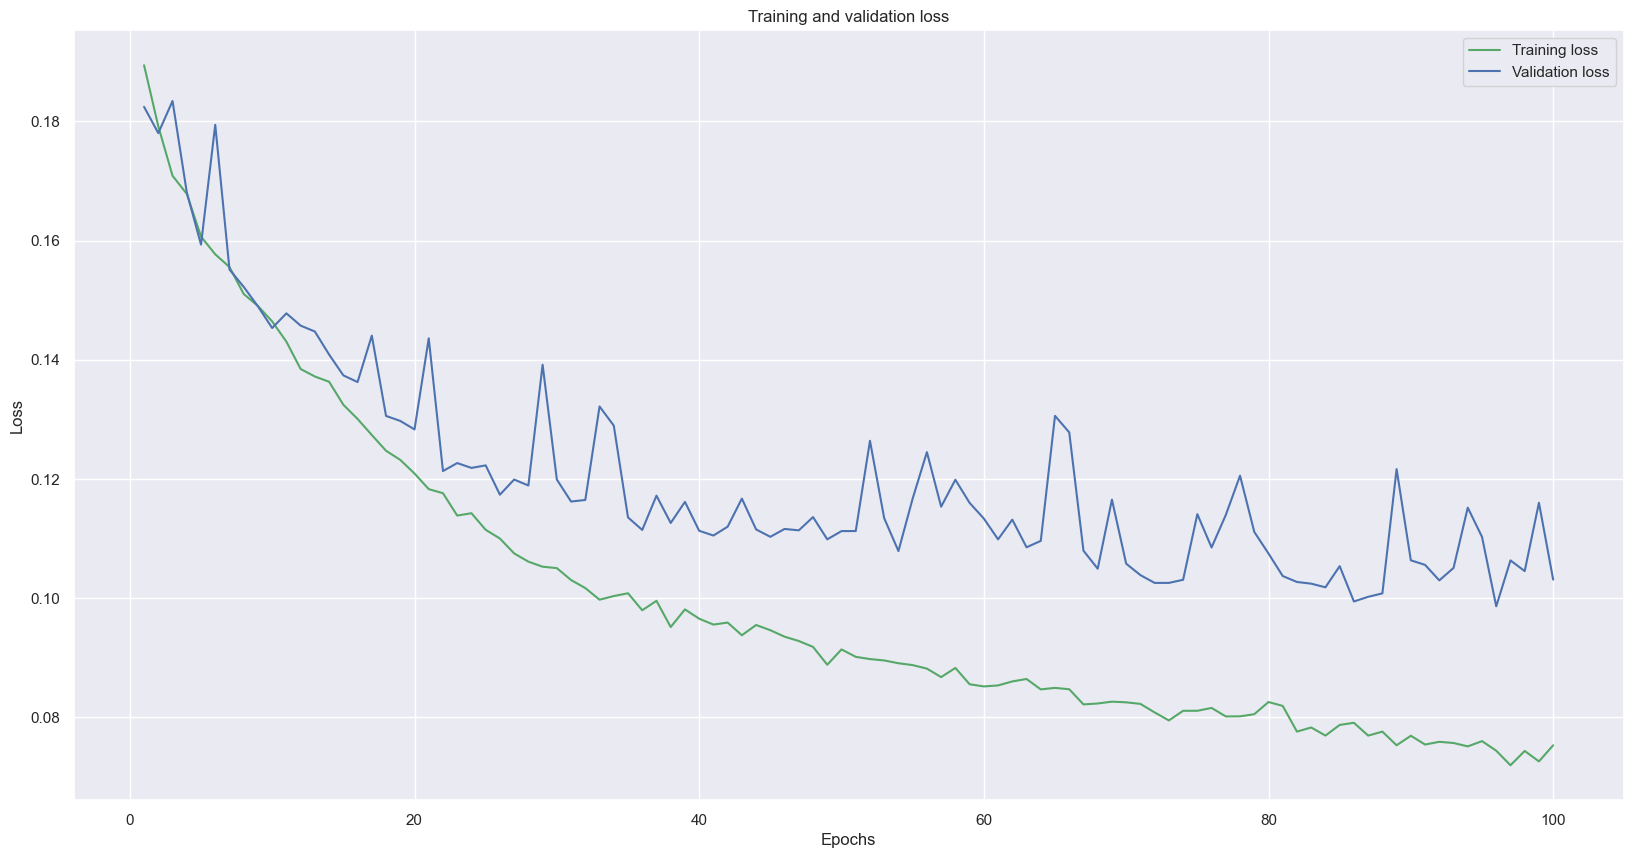 Training and validation loss
Training loss
Validation loss
0.18
0.16
0.14
0.12
0.10
0.08
Loss
0
20
40
60
80
100
Epochs